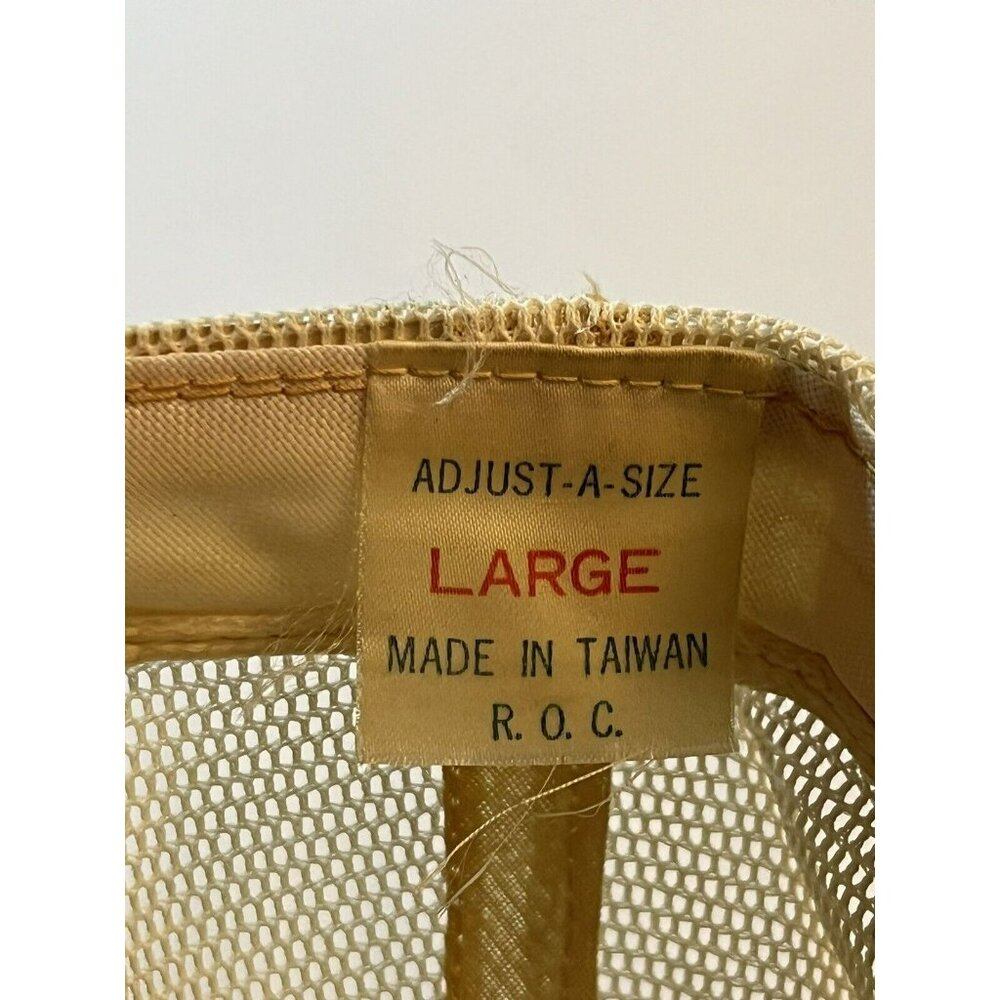 ADJUST-A-SIZE
LARGE
MADE IN TAIWAN
R. O. C.